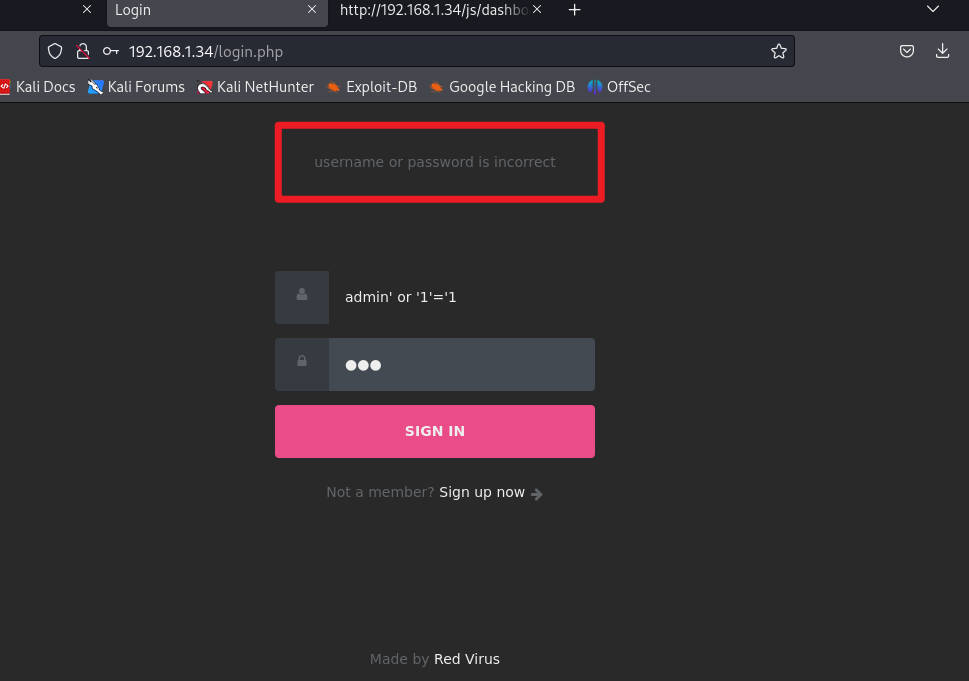 Login
http://192.168.1.34/js/dashbo
192.168.1.34/login.php
Kali Docs Kali Forums Kali NetHunter Exploit-DB Google Hacking DB OffSec
username or password is incorrect
admin' or '1'='1
SIGN IN
Not a member? Sign up now
Made by Red Virus